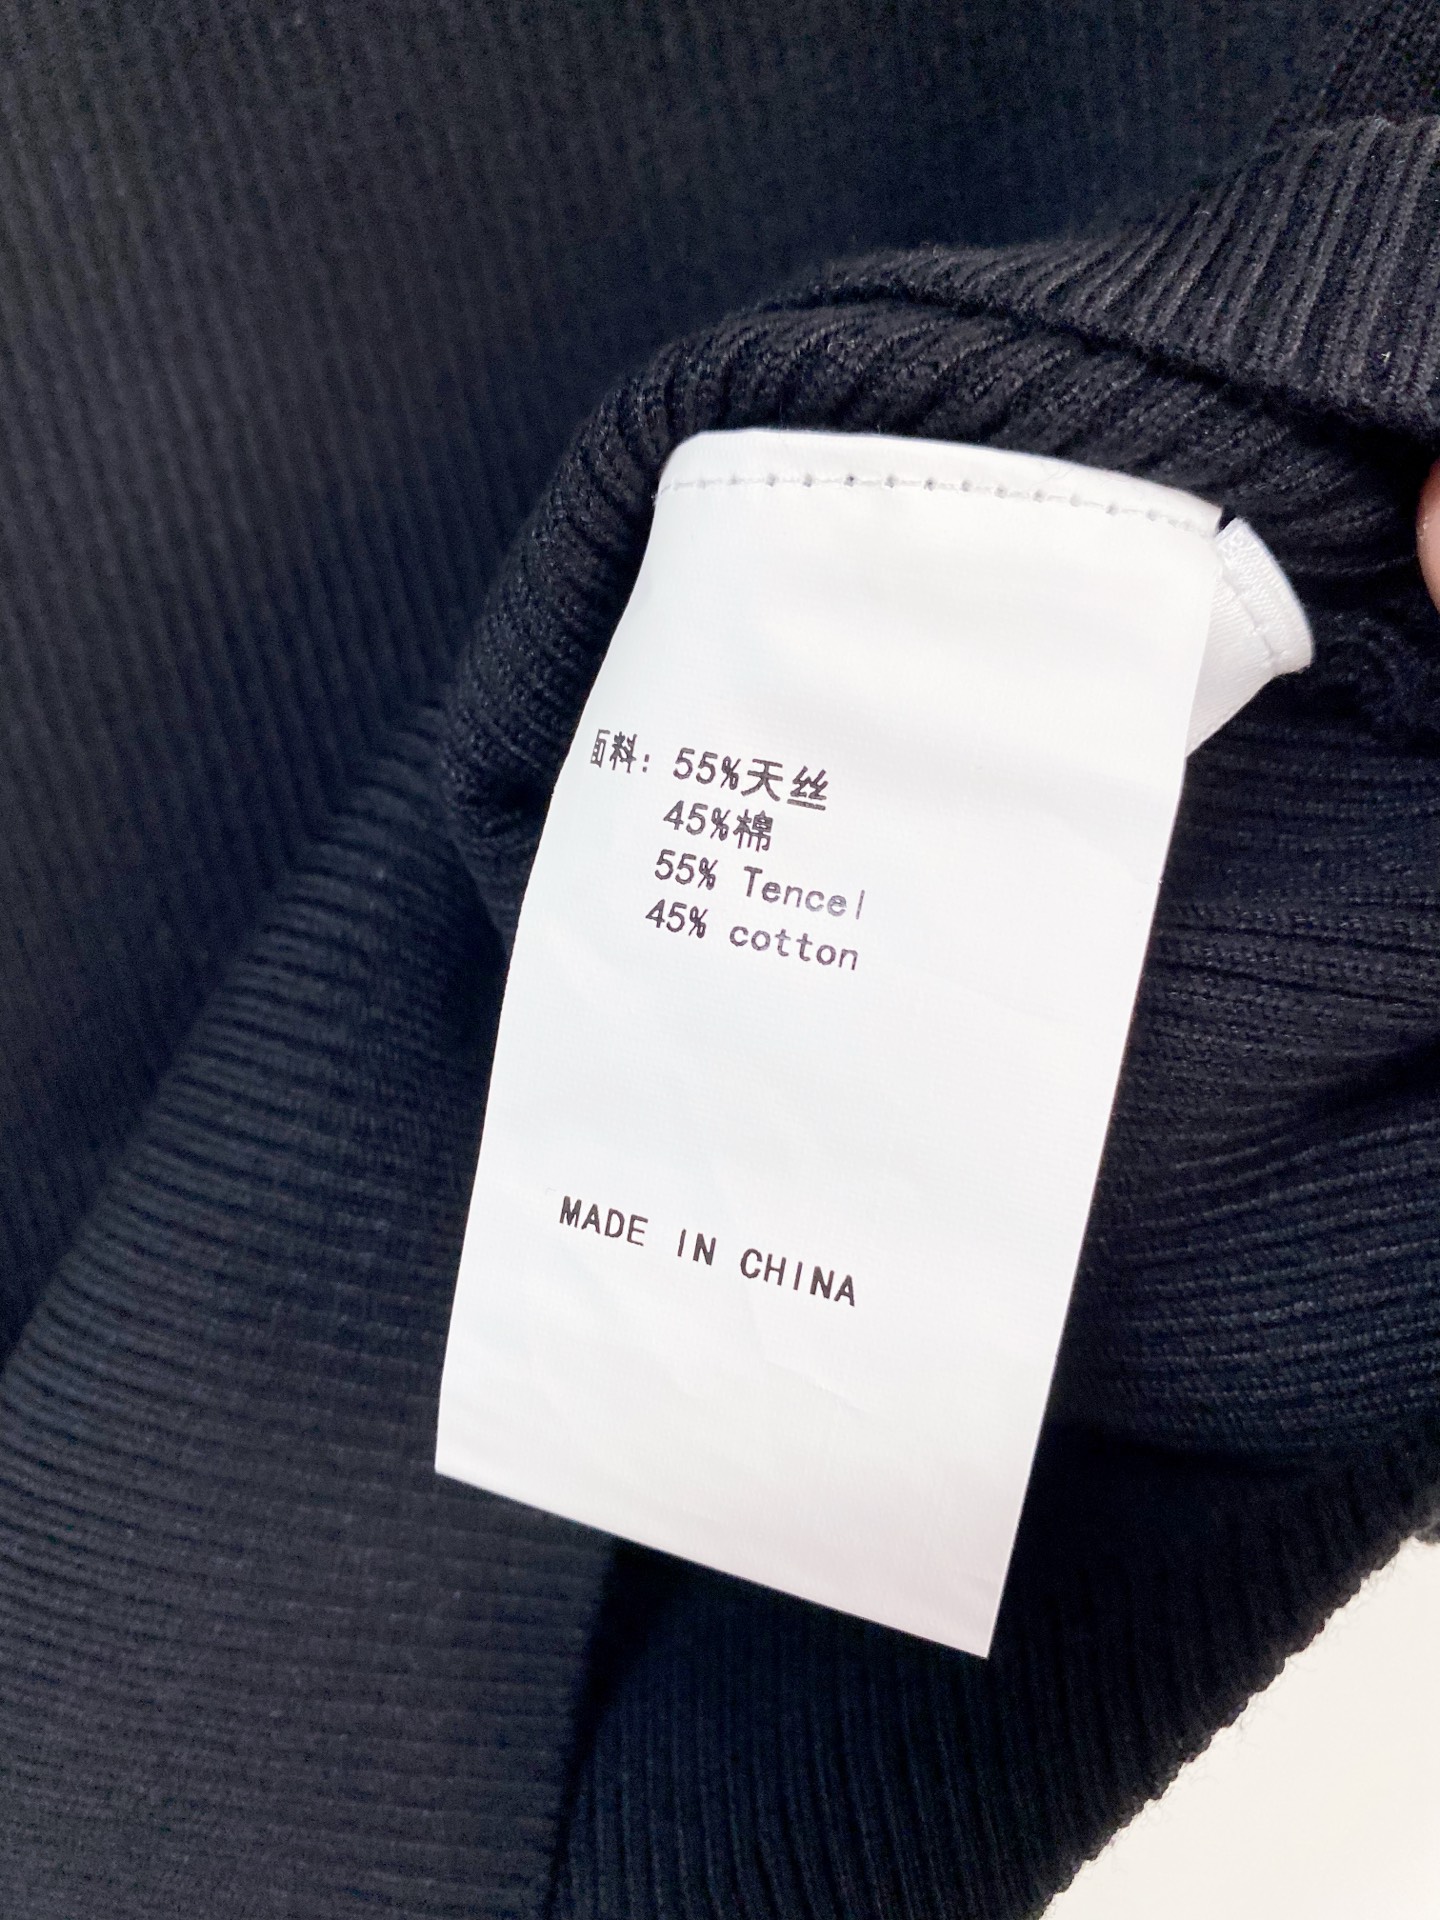 面料: 55%天丝
45%棉
55% Tencel
45% cotton
MADE IN CHINA